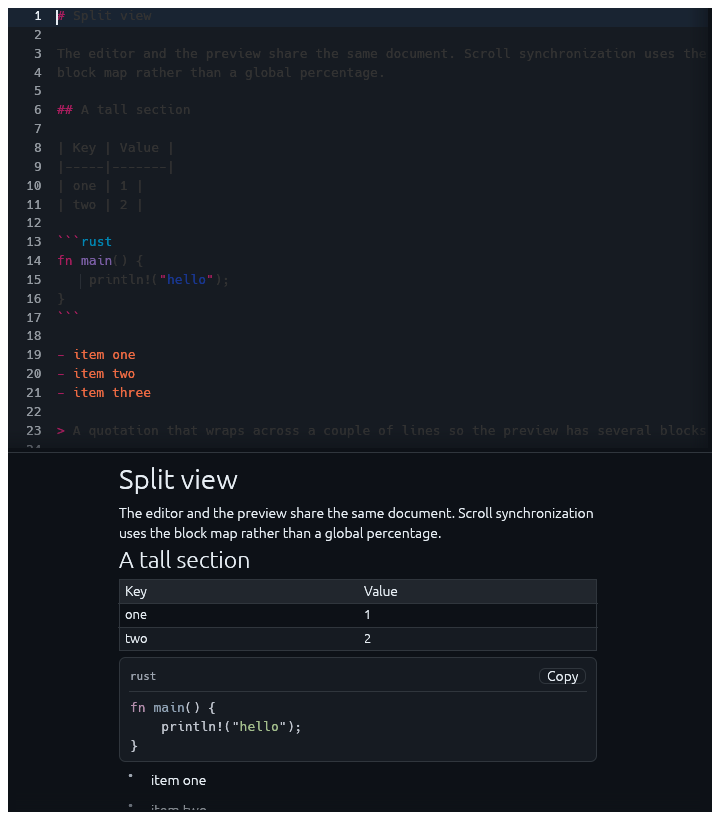 1 # Split view
2
3 The editor and the preview share the same document. Scroll synchronization uses the
4 block map rather than a global percentage.
5
6 ## A tall section
7
8 | Key | Value |
9 |-----|-------|
10 | one | 1 |
11 | two | 2 |
12
13 ```rust
14 fn main() {
15     println!("hello");
16 }
17 ```
18
19 - item one
20 - item two
21 - item three
22
23 > A quotation that wraps across a couple of lines so the preview has several blocks
24
Split view
The editor and the preview share the same document. Scroll synchronization
uses the block map rather than a global percentage.
A tall section
Key Value
one 1
two 2
rust Copy
fn main() {
    println!("hello");
}
• item one
• item two